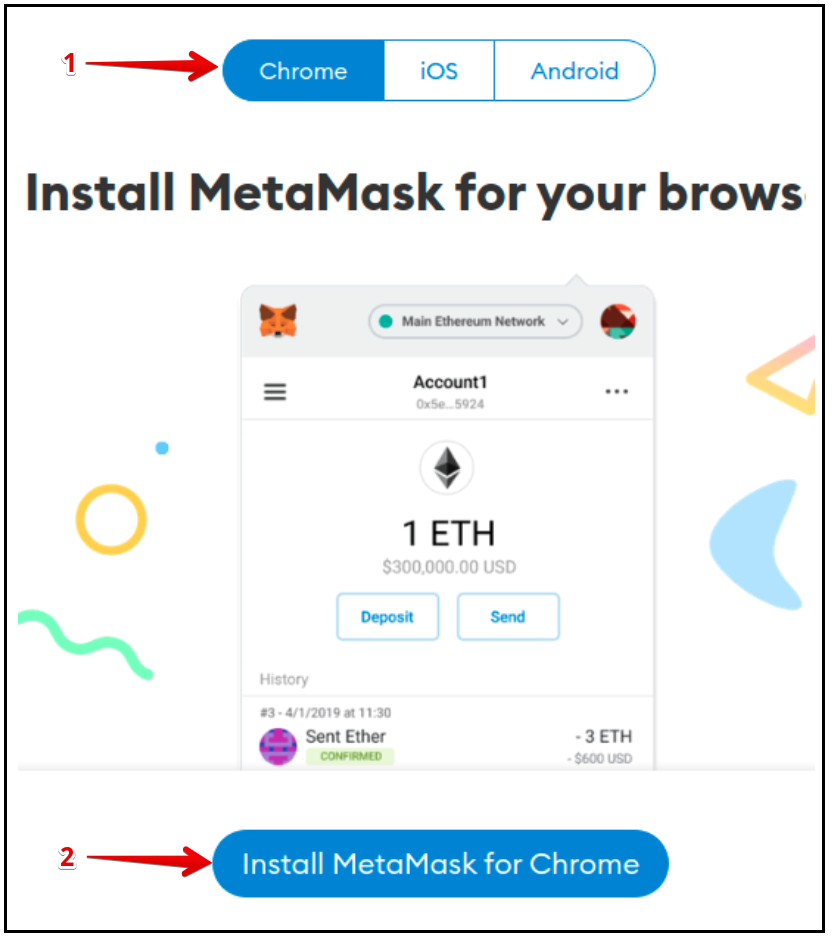 1
Chrome iOS Android
Install MetaMask for your brows
Main Ethereum Network
Account1
0x5e...5924
1 ETH
$300,000.00 USD
Deposit Send
History
#3 - 4/1/2019 at 11:30
Sent Ether - 3 ETH
CONFIRMED - $600 USD
2
Install MetaMask for Chrome